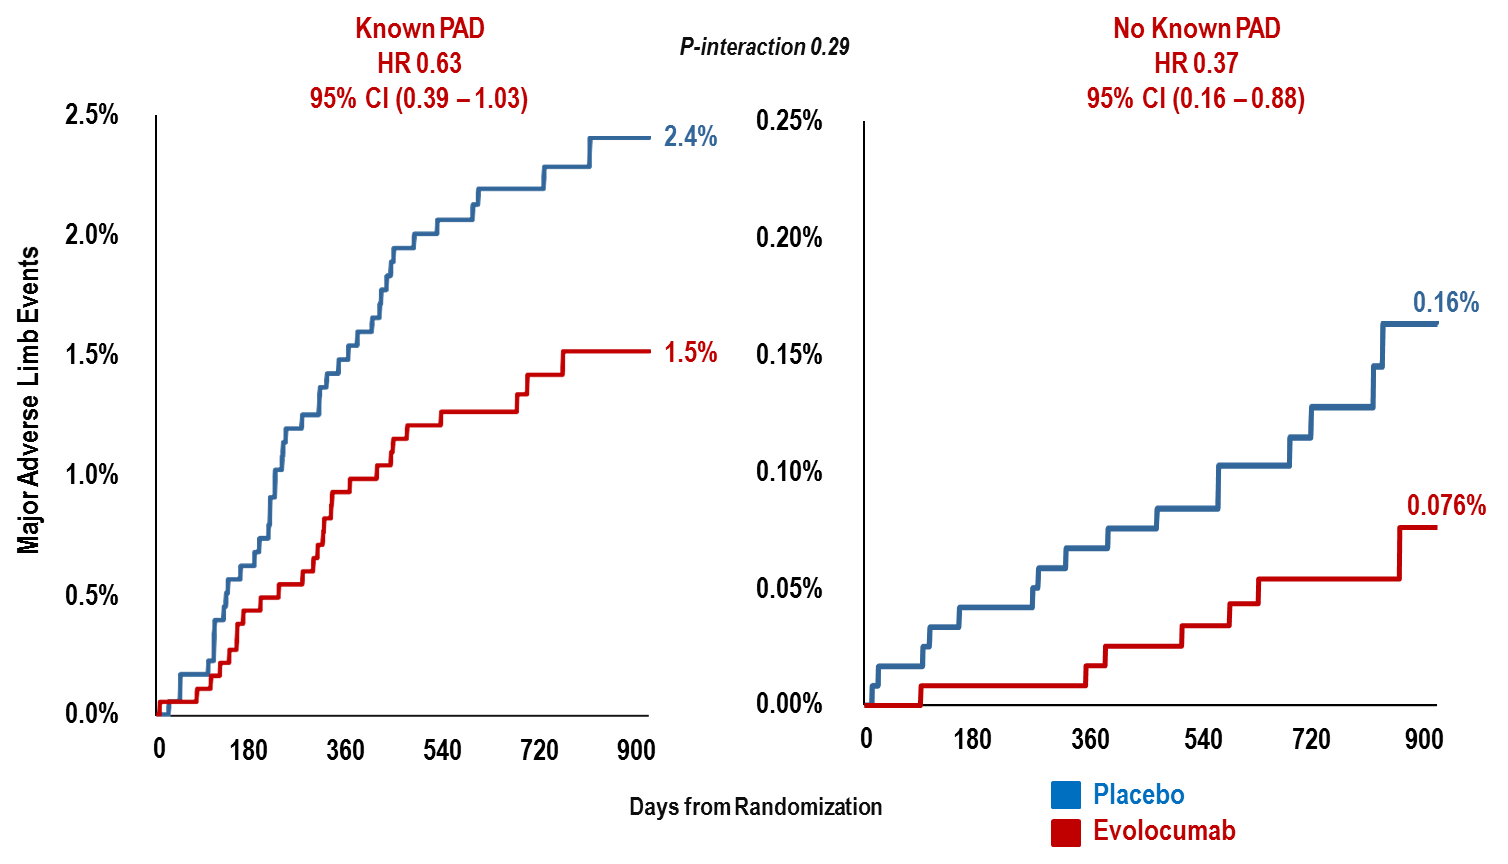 Known PAD
HR 0.63
95% CI (0.39 – 1.03)
P-interaction 0.29
No Known PAD
HR 0.37
95% CI (0.16 – 0.88)
Major Adverse Limb Events
2.5%
2.0%
1.5%
1.0%
0.5%
0.0%
2.4%
1.5%
0 180 360 540 720 900
0.25%
0.20%
0.15%
0.10%
0.05%
0.00%
0.16%
0.076%
0 180 360 540 720 900
Days from Randomization
Placebo
Evolocumab